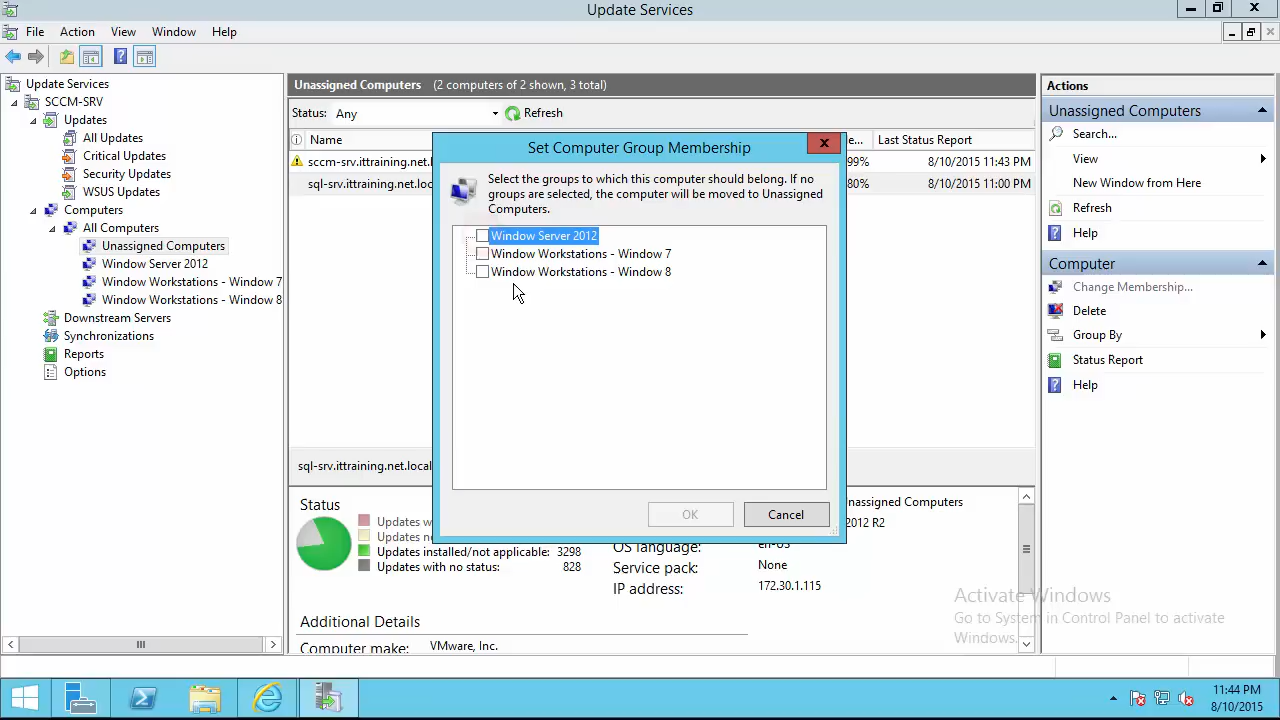 Update Services
File Action View Window Help
Update Services
SCCM-SRV
Updates
All Updates
Critical Updates
Security Updates
WSUS Updates
Computers
All Computers
Unassigned Computers
Window Server 2012
Window Workstations - Window 7
Window Workstations - Window 8
Downstream Servers
Synchronizations
Reports
Options
Unassigned Computers (2 computers of 2 shown, 3 total)
Status: Any Refresh
Name e... Last Status Report
sccm-srv.ittraining.net.l 99% 8/10/2015 11:43 PM
sql-srv.ittraining.net.loc 80% 8/10/2015 11:00 PM
Set Computer Group Membership
Select the groups to which this computer should belong. If no
groups are selected, the computer will be moved to Unassigned
Computers.
Window Server 2012
Window Workstations - Window 7
Window Workstations - Window 8
OK Cancel
sql-srv.ittraining.net.local
Status
Updates w
Updates ne
Updates installed/not applicable: 3298
Updates with no status: 828
nassigned Computers
2012 R2
OS language: en-US
Service pack: None
IP address: 172.30.1.115
Additional Details
Computer make: VMware, Inc.
Actions
Unassigned Computers
Search...
View
New Window from Here
Refresh
Help
Computer
Change Membership...
Delete
Group By
Status Report
Help
Activate Windows
Go to System in Control Panel to activate
Windows.
11:44 PM
8/10/2015